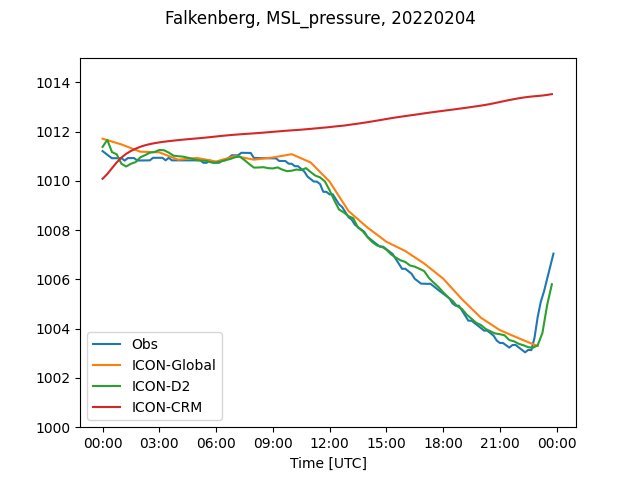 Falkenberg, MSL_pressure, 20220204
1014
1012
1010
1008
1006
1004
1002
1000
Obs
ICON-Global
ICON-D2
ICON-CRM
00:00 03:00 06:00 09:00 12:00 15:00 18:00 21:00 00:00
Time [UTC]